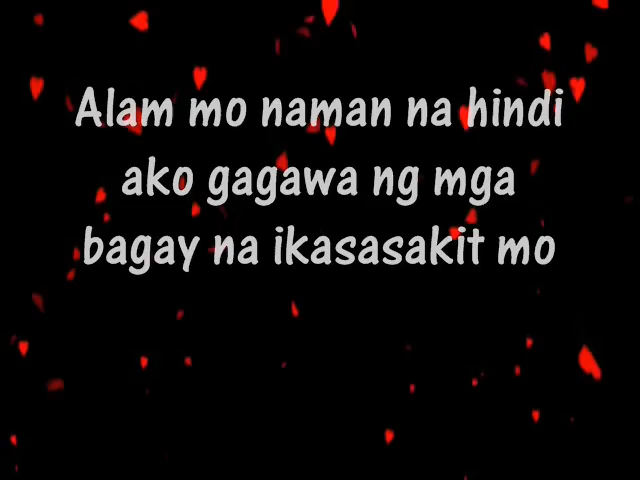 Alam mo naman na hindi
ako gagawa ng mga
bagay na ikasasakit mo